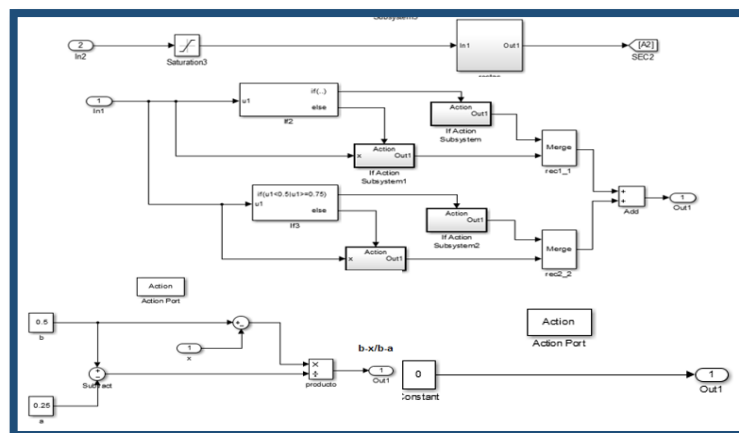 2
In2
Saturation3
In1
Out1
[A2]
SEC2
1
In1
u1
if(..)
else
If2
Action
Out1
If Action
Subsystem
Action
x
Out1
If Action
Subsystem1
Merge
rec1_1
if(u1<0.5)u1>=0.75)
u1
else
If3
Action
Out1
If Action
Subsystem2
Action
x
Out1
Merge
rec2_2
+
+
Add
1
Out1
Action
Action Port
0.5
b
1
x
Subtract
0.25
a
×
÷
producto
b-x/b-a
1
Out1
Action
Action Port
0
Constant
1
Out1